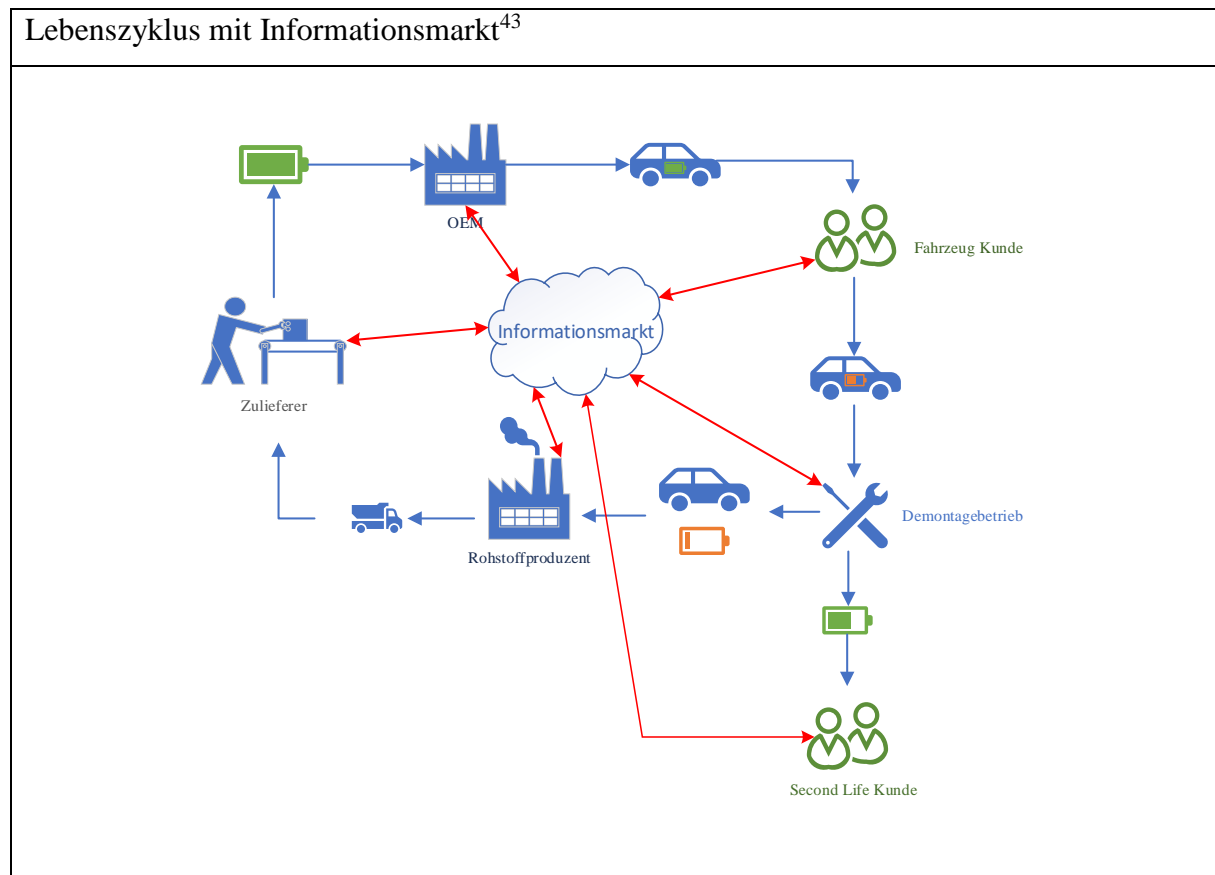 Lebenszyklus mit Informationsmarkt43
OEM
Fahrzeug Kunde
Informationsmarkt
Zulieferer
Demontagebetrieb
Rohstoffproduzent
Second Life Kunde